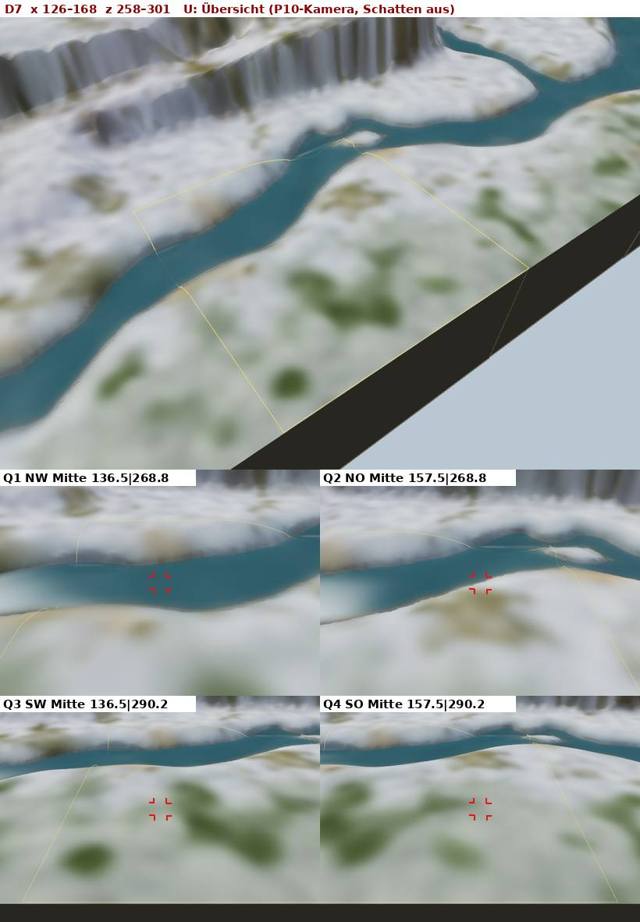 D7 x 126–168 z 258–301 U: Übersicht (P10-Kamera, Schatten aus)
Q1 NW Mitte 136.5|268.8
Q2 NO Mitte 157.5|268.8
Q3 SW Mitte 136.5|290.2
Q4 SO Mitte 157.5|290.2